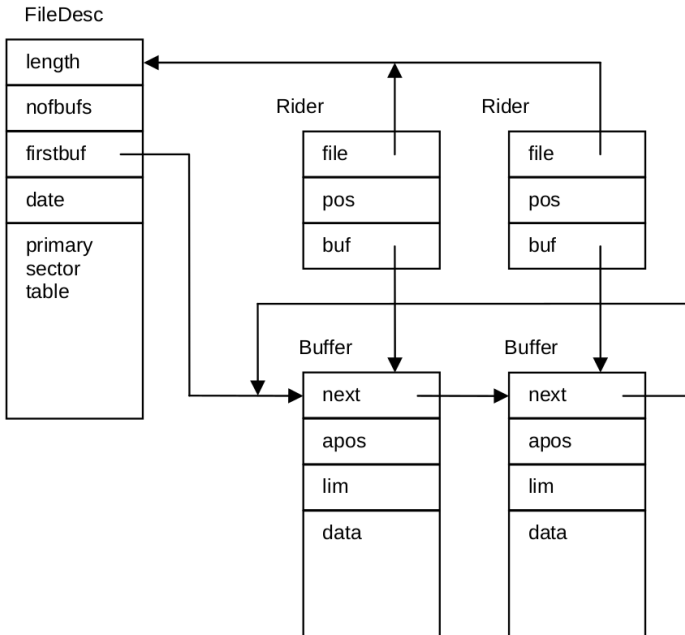 FileDesc
length
nofbufs
firstbuf
date
primary
sector
table
Rider
file
pos
buf
Rider
file
pos
buf
Buffer
next
apos
lim
data
Buffer
next
apos
lim
data